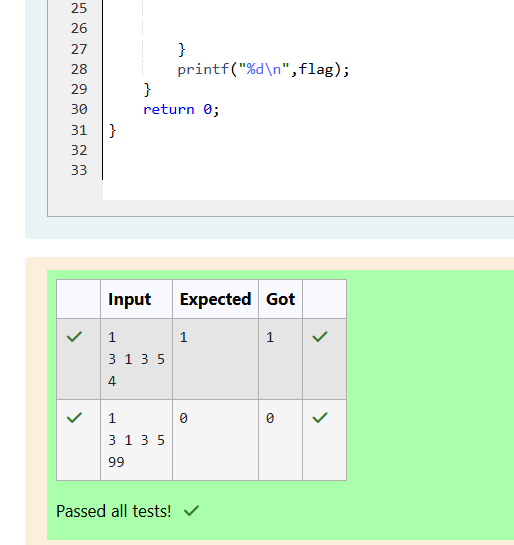 25
26
27 }
28 printf("%d\n",flag);
29 }
30 return 0;
31 }
32
33
Input Expected Got
1 1 1
3 1 3 5
4
1 0 0
3 1 3 5
99
Passed all tests!